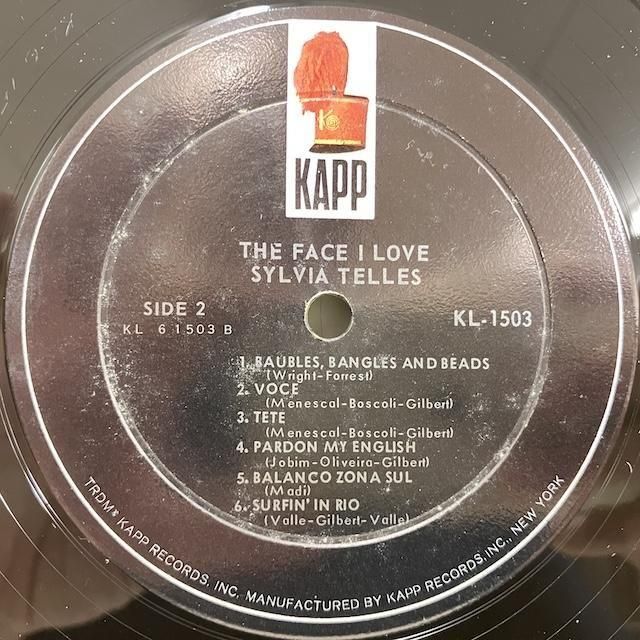 K
KAPP
THE FACE I LOVE
SYLVIA TELLES
SIDE 2
KL 6 1503 B
KL-1503
1. BAUBLES, BANGLES AND BEADS
(Wright-Forrest)
2. VOCE
(Menescal-Boscoli-Gilbert)
3. TETE
(Menescal-Boscoli-Gilbert)
4. PARDON MY ENGLISH
(Jobim-Oliveira-Gilbert)
5. BALANCO ZONA SUL
(Madi)
6. SURFIN' IN RIO
(Valle-Gilbert-Valle)
TRDM® KAPP RECORDS, INC. MANUFACTURED BY KAPP RECORDS, INC., NEW YORK